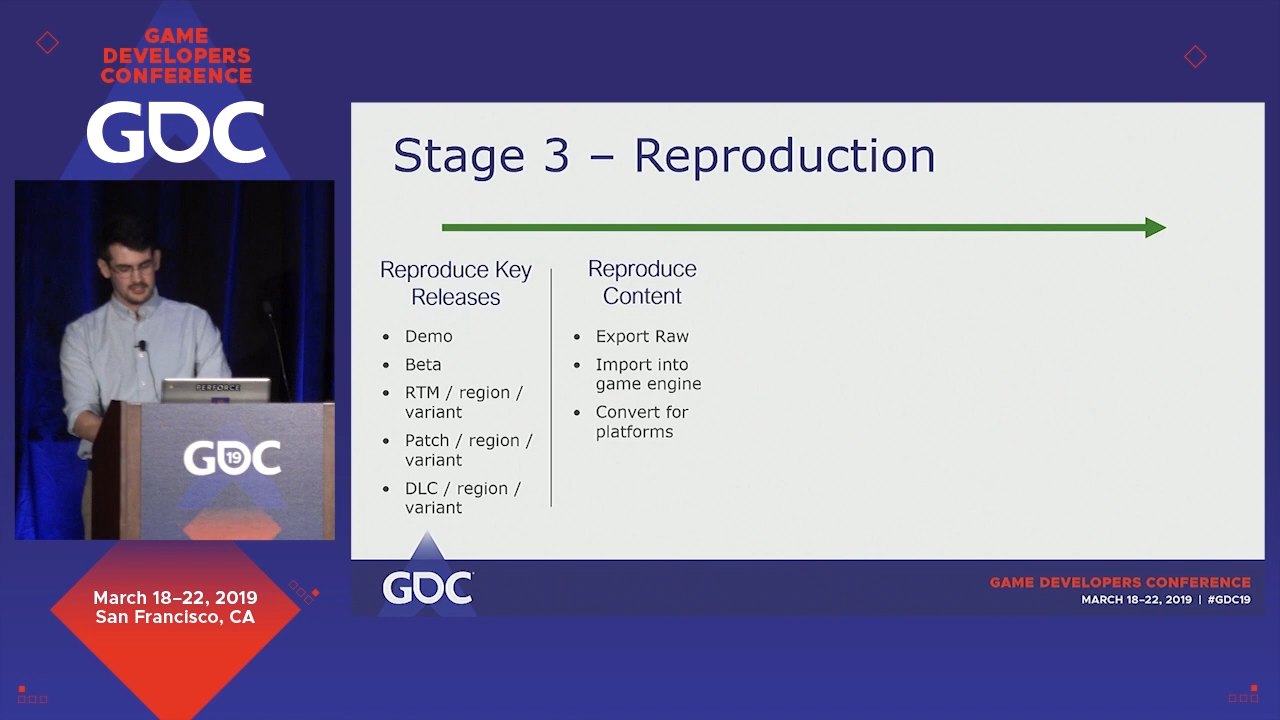 GAME
DEVELOPERS
CONFERENCE
GDC
PERFORCE
GDC
19
March 18–22, 2019
San Francisco, CA
Stage 3 – Reproduction
Reproduce Key
Releases
• Demo
• Beta
• RTM / region /
variant
• Patch / region /
variant
• DLC / region /
variant
Reproduce
Content
• Export Raw
• Import into
game engine
• Convert for
platforms
GDC
GAME DEVELOPERS CONFERENCE
MARCH 18–22, 2019 | #GDC19